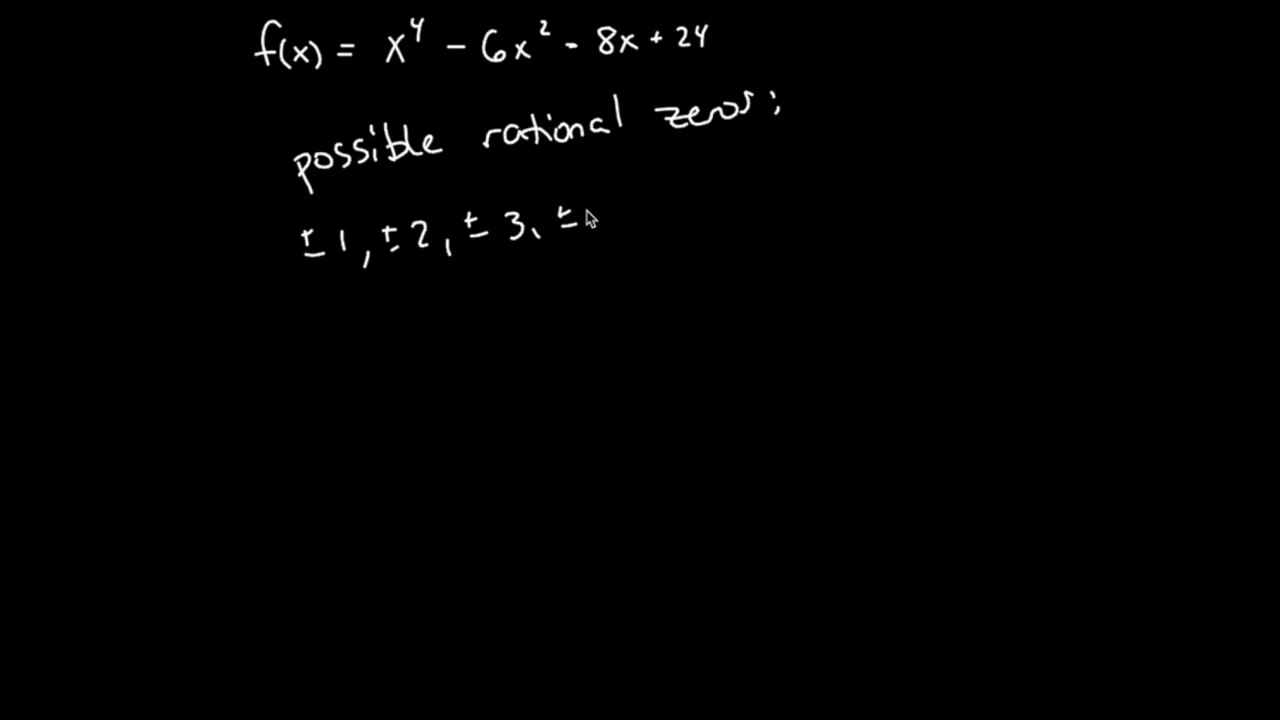 f(x) = x⁴ - 6x² - 8x + 24
possible rational zeros:
± 1, ± 2, ± 3, ±